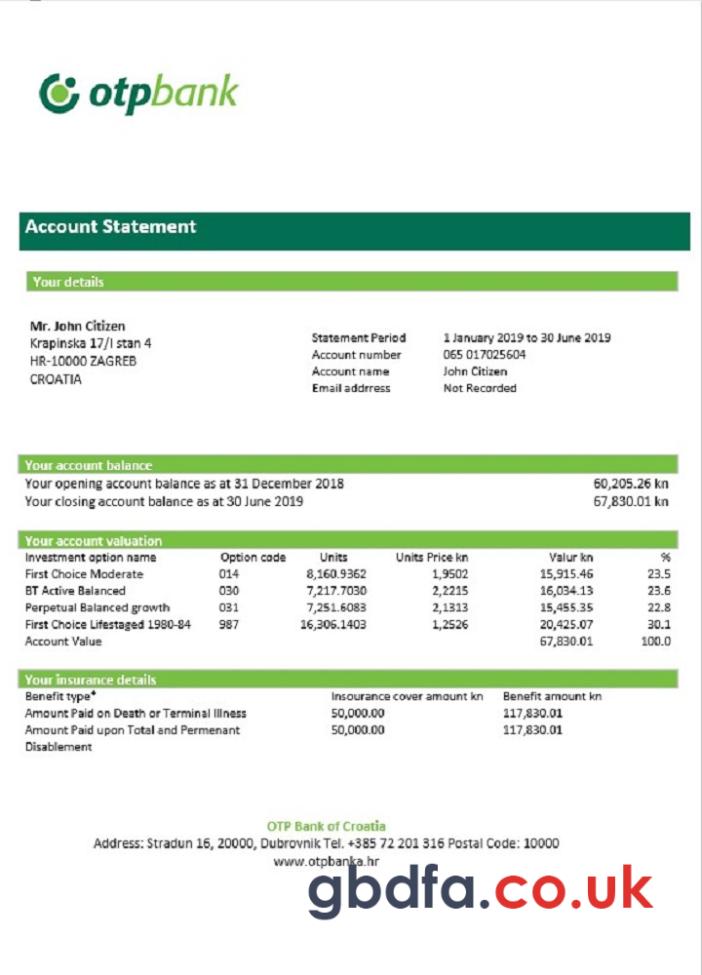 otpbank
Account Statement
Your details
Mr. John Citizen
Krapinska 17/I stan 4
HR-10000 ZAGREB
CROATIA
Statement Period 1 January 2019 to 30 June 2019
Account number 065 017025604
Account name John Citizen
Email addrress Not Recorded
Your account balance
Your opening account balance as at 31 December 2018 60,205.26 kn
Your closing account balance as at 30 June 2019 67,830.01 kn
Your account valuation
Investment option name Option code Units Units Price kn Valur kn %
First Choice Moderate 014 8,160.9362 1,9502 15,915.46 23.5
BT Active Balanced 030 7,217.7030 2,2215 16,034.13 23.6
Perpetual Balanced growth 031 7,251.6083 2,1313 15,455.35 22.8
First Choice Lifestaged 1980-84 987 16,306.1403 1,2526 20,425.07 30.1
Account Value 67,830.01 100.0
Your insurance details
Benefit type* Insourance cover amount kn Benefit amount kn
Amount Paid on Death or Terminal Illness 50,000.00 117,830.01
Amount Paid upon Total and Permenant 50,000.00 117,830.01
Disablement
OTP Bank of Croatia
Address: Stradun 16, 20000, Dubrovnik Tel. +385 72 201 316 Postal Code: 10000
www.otpbanka.hr
gbdfa.co.uk